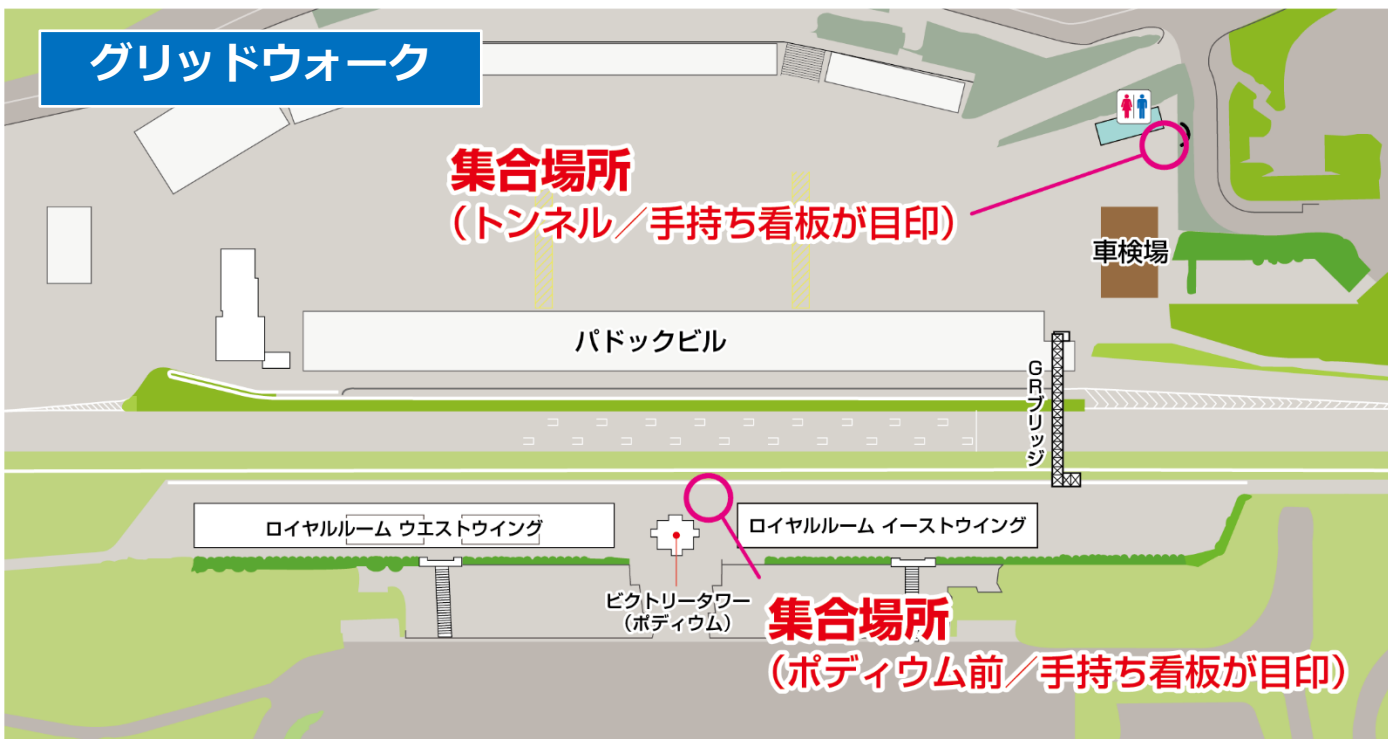 グリッドウォーク
集合場所
（トンネル／手持ち看板が目印）
車検場
パドックビル
GRブリッジ
ロイヤルルーム ウエストウイング
ロイヤルルーム イーストウイング
ビクトリータワー
（ポディウム）
集合場所
（ポディウム前／手持ち看板が目印）